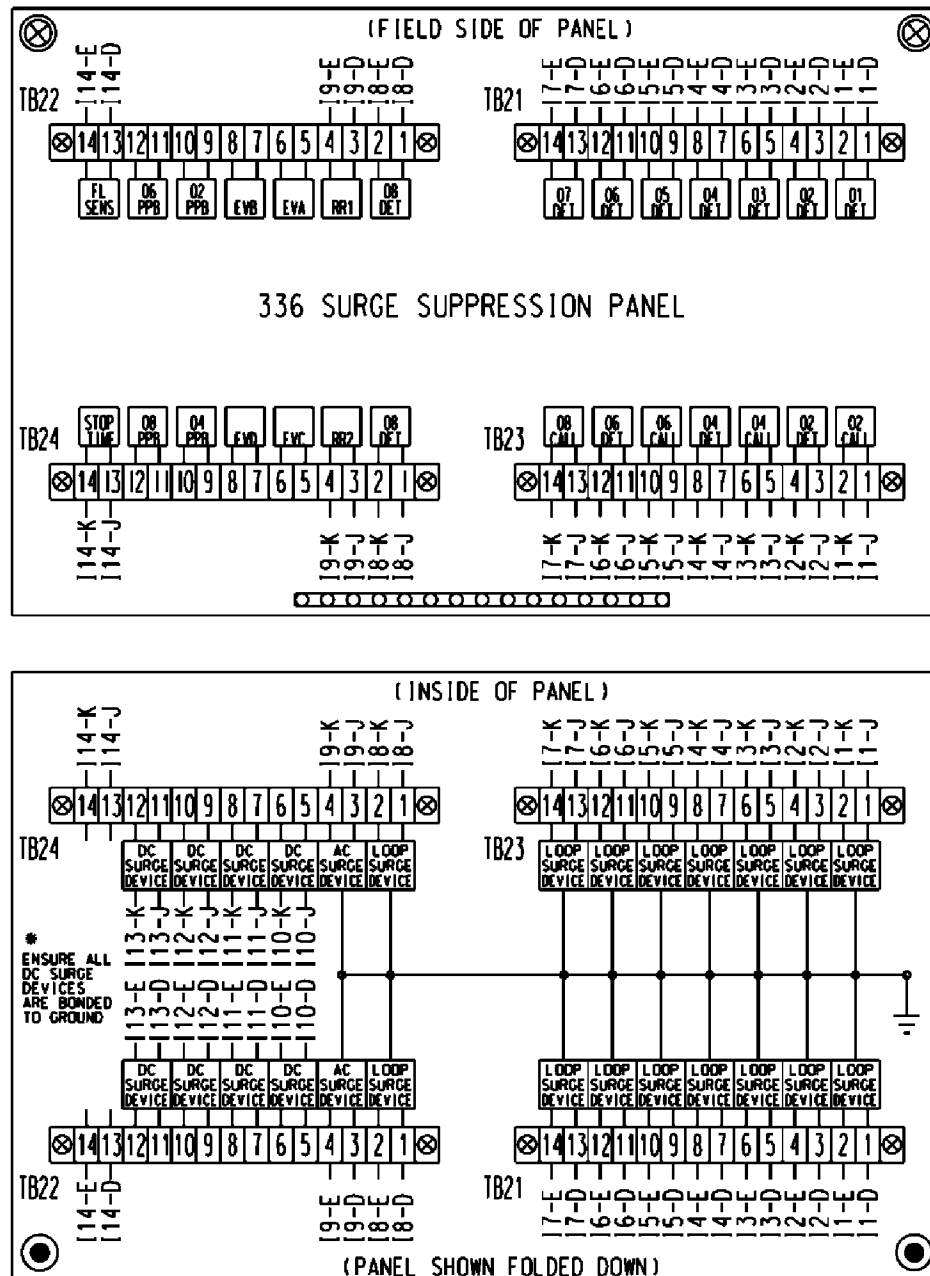 (FIELD SIDE OF PANEL)
I14-E I14-D I9-E I9-D I8-E I8-D I7-E I7-D I6-E I6-D I5-E I5-D I4-E I4-D I3-E I3-D I2-E I2-D I1-E I1-D
TB22 TB21
14 13 12 11 10 9 8 7 6 5 4 3 2 1 14 13 12 11 10 9 8 7 6 5 4 3 2 1
FL SENS 06 PPB 02 PPB EVB EVA RR1 08 DET 07 DET 06 DET 05 DET 04 DET 03 DET 02 DET 01 DET
336 SURGE SUPPRESSION PANEL
STOP TIME 08 PPB 04 PPB EVD EVC RR2 08 DET 08 CALL 06 DET 06 CALL 04 DET 04 CALL 02 DET 02 CALL
TB24 TB23
14 13 12 11 10 9 8 7 6 5 4 3 2 1 14 13 12 11 10 9 8 7 6 5 4 3 2 1
I14-K I14-J I9-K I9-J I8-K I8-J I7-K I7-J I6-K I6-J I5-K I5-J I4-K I4-J I3-K I3-J I2-K I2-J I1-K I1-J
(INSIDE OF PANEL)
I14-K I14-J I9-K I9-J I8-K I8-J I7-K I7-J I6-K I6-J I5-K I5-J I4-K I4-J I3-K I3-J I2-K I2-J I1-K I1-J
14 13 12 11 10 9 8 7 6 5 4 3 2 1 14 13 12 11 10 9 8 7 6 5 4 3 2 1
TB24 TB23
DC DC DC DC AC LOOP LOOP LOOP LOOP LOOP LOOP LOOP LOOP
SURGE SURGE SURGE SURGE SURGE SURGE SURGE SURGE SURGE SURGE SURGE SURGE SURGE
DEVICE DEVICE DEVICE DEVICE DEVICE DEVICE DEVICE DEVICE DEVICE DEVICE DEVICE DEVICE DEVICE
I13-K I13-J I12-K I12-J I11-K I11-J I10-K I10-J
*
ENSURE ALL
DC SURGE
DEVICES
ARE BONDED
TO GROUND
I13-E I13-D I12-E I12-D I11-E I11-D I10-E I10-D
DC DC DC DC AC LOOP LOOP LOOP LOOP LOOP LOOP LOOP LOOP
SURGE SURGE SURGE SURGE SURGE SURGE SURGE SURGE SURGE SURGE SURGE SURGE SURGE
DEVICE DEVICE DEVICE DEVICE DEVICE DEVICE DEVICE DEVICE DEVICE DEVICE DEVICE DEVICE DEVICE
14 13 12 11 10 9 8 7 6 5 4 3 2 1 14 13 12 11 10 9 8 7 6 5 4 3 2 1
TB22 TB21
I14-E I14-D I9-E I9-D I8-E I8-D I7-E I7-D I6-E I6-D I5-E I5-D I4-E I4-D I3-E I3-D I2-E I2-D I1-E I1-D
(PANEL SHOWN FOLDED DOWN)